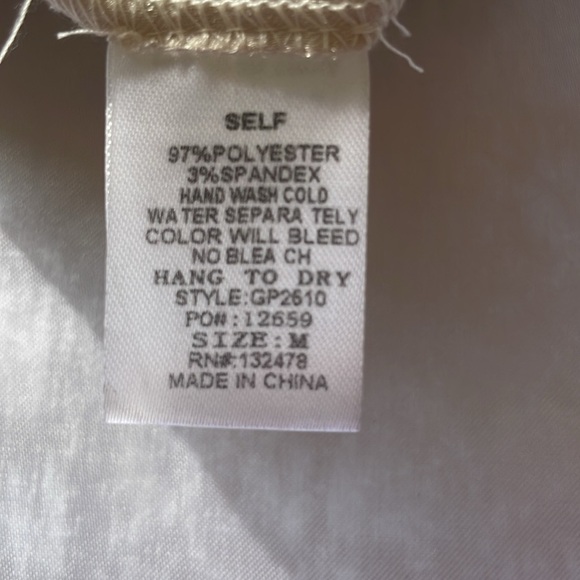 SELF
97%POLYESTER
3%SPANDEX
HAND WASH COLD
WATER SEPARA TELY
COLOR WILL BLEED
NO BLEA CH
HANG TO DRY
STYLE:GP2610
PO#:12659
SIZE:M
RN#:132478
MADE IN CHINA